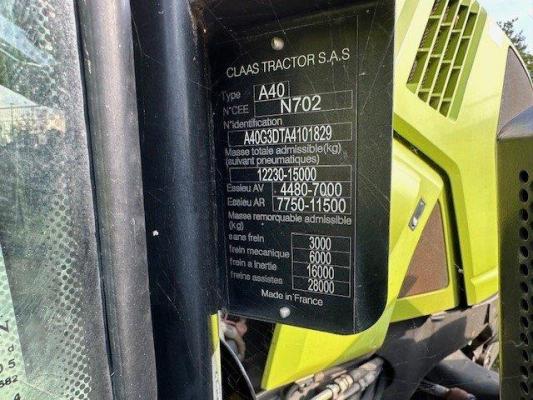 CLAAS TRACTOR S.A.S
Type A40
N°CEE N702
N°identification
A40G3DTA4101829
Masse totale admissible(kg)
(suivant pneumatiques)
12230-15000
Essieu AV 4480-7000
Essieu AR 7750-11500
Masse remorquable admissible
(kg)
sans frein 3000
frein mecanique 6000
frein a inertie 16000
freins assistes 28000
Made in France